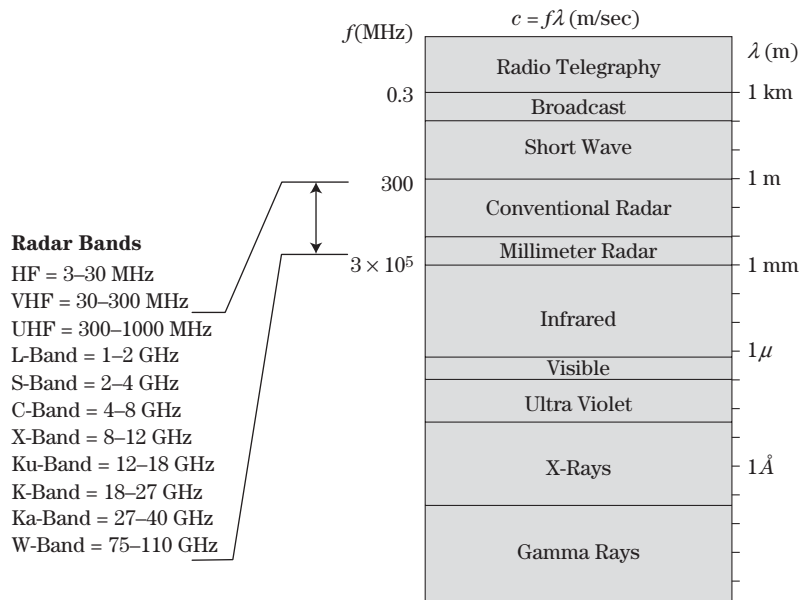 c = fλ (m/sec)
f(MHz)
λ (m)
Radio Telegraphy
0.3
1 km
Broadcast
Short Wave
300
1 m
Conventional Radar
Radar Bands
Millimeter Radar
HF = 3–30 MHz
3 × 10⁵
1 mm
VHF = 30–300 MHz
UHF = 300–1000 MHz
Infrared
L-Band = 1–2 GHz
1μ
S-Band = 2–4 GHz
Visible
C-Band = 4–8 GHz
Ultra Violet
X-Band = 8–12 GHz
Ku-Band = 12–18 GHz
X-Rays
1Å
K-Band = 18–27 GHz
Ka-Band = 27–40 GHz
W-Band = 75–110 GHz
Gamma Rays